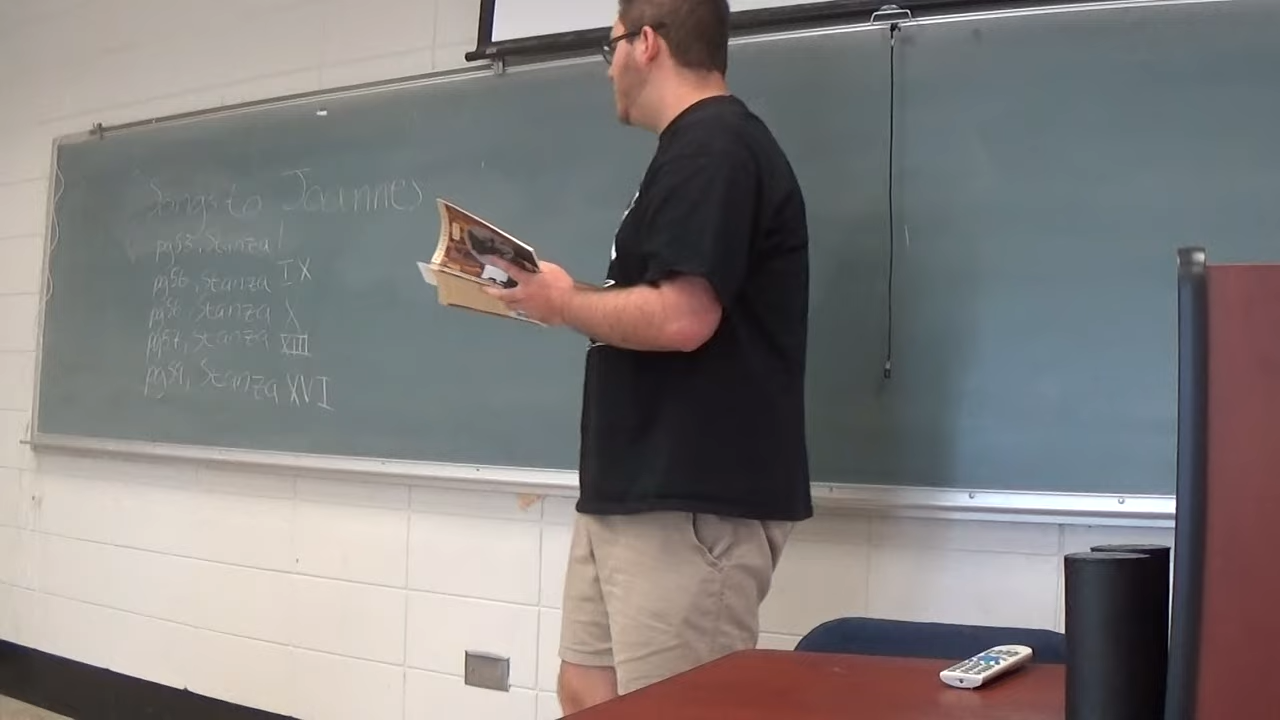 Songs to Joannes
pg53, Stanza I
pg56, Stanza IX
pg56, Stanza X
pg57, Stanza XIII
pg59, Stanza XVI